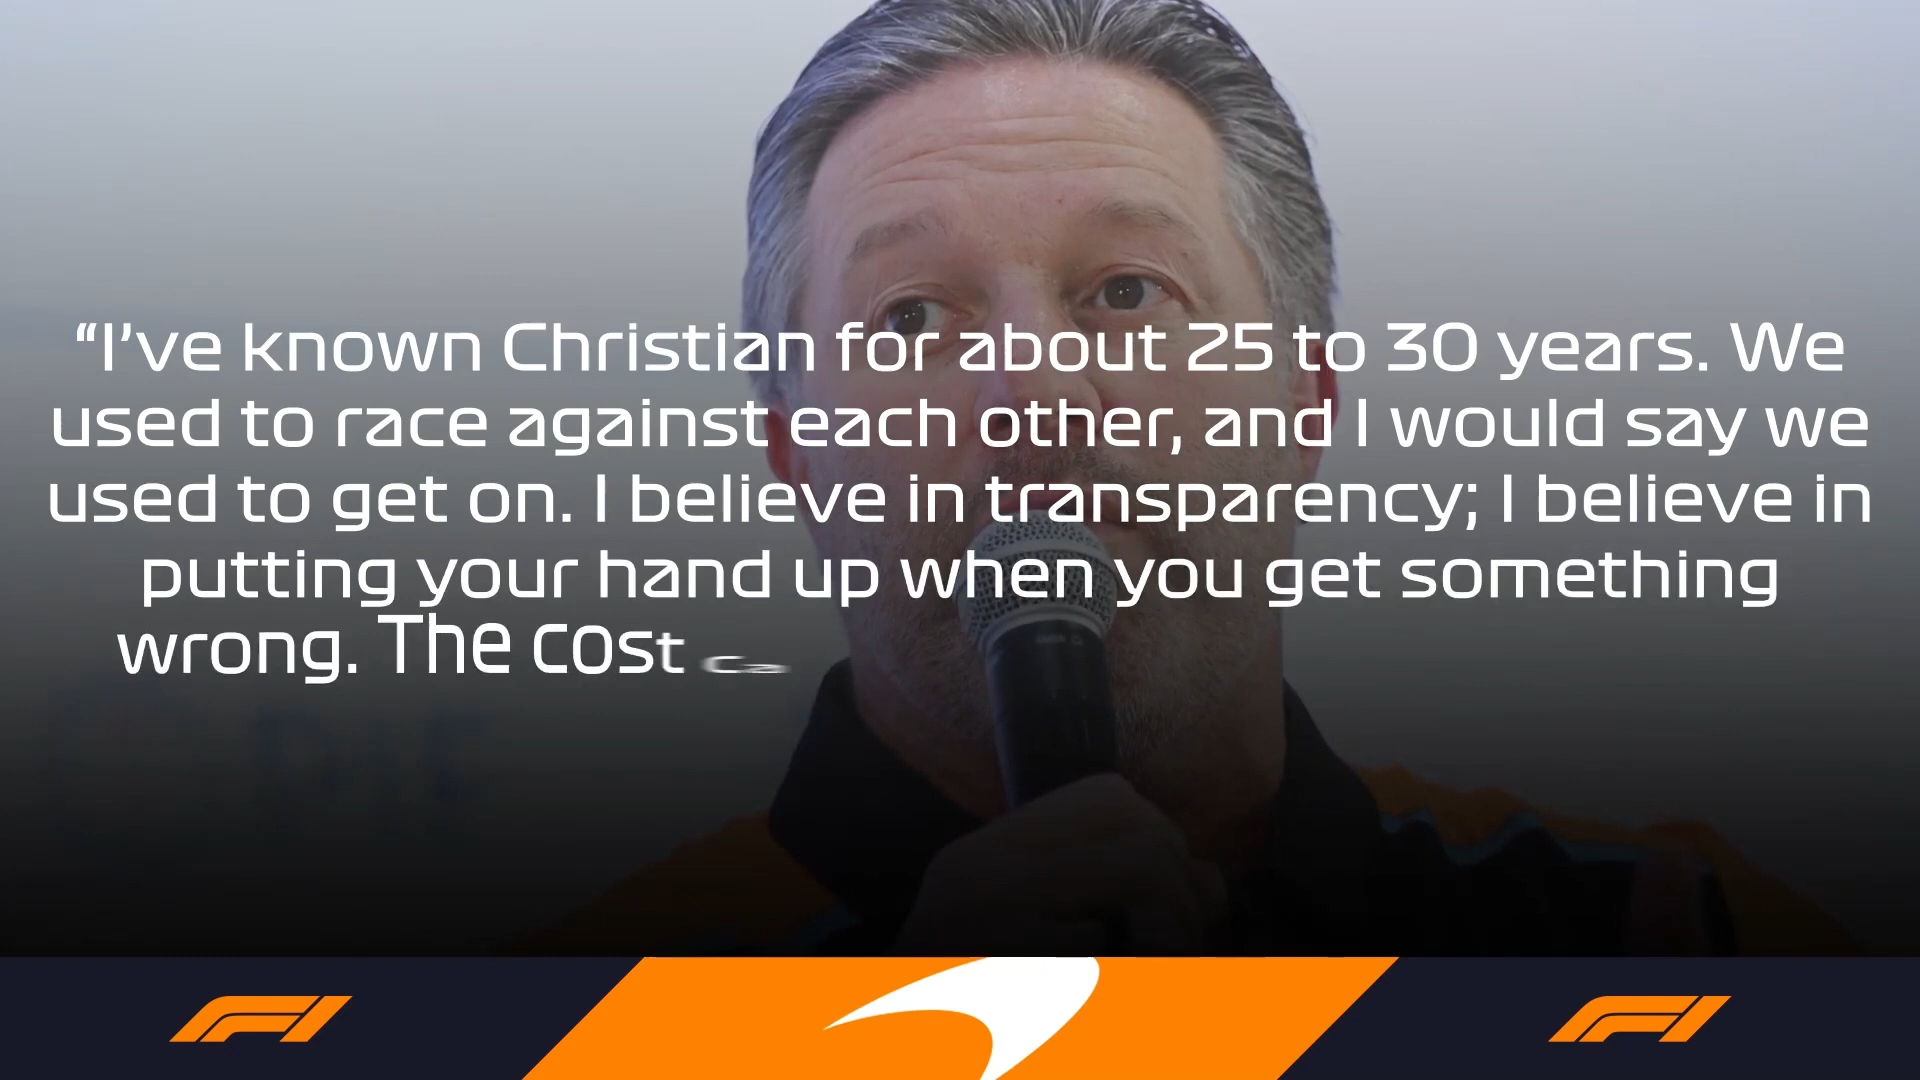 “I’ve known Christian for about 25 to 30 years. We
used to race against each other, and I would say we
used to get on. I believe in transparency; I believe in
putting your hand up when you get something
wrong. The cost